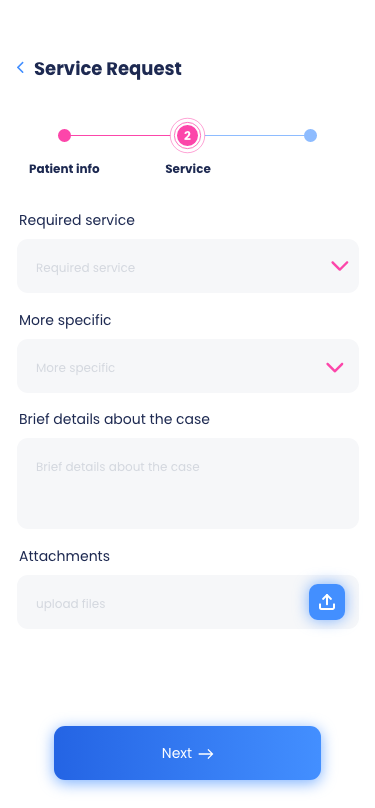 Service Request
2
Patient info
Service
Required service
Required service
More specific
More specific
Brief details about the case
Brief details about the case
Attachments
upload files
Next →